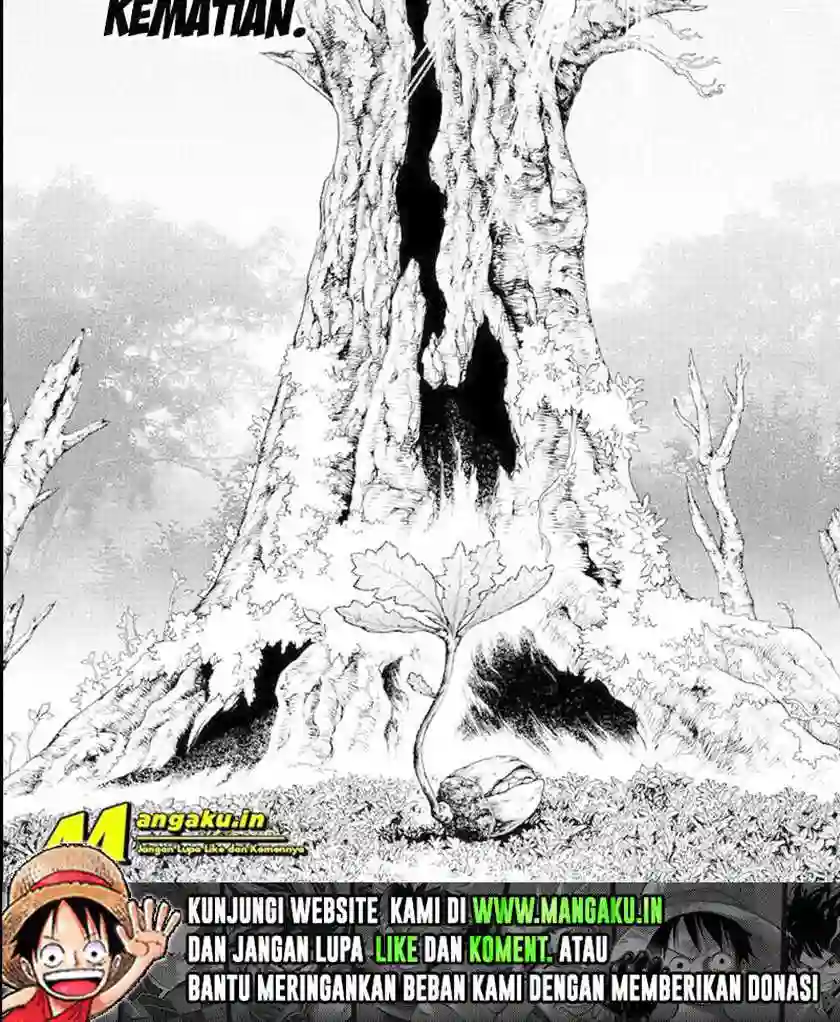 KEMATIAN.
Mangaku.in
Jangan Lupa Like dan Komennya
KUNJUNGI WEBSITE KAMI DI WWW.MANGAKU.IN
DAN JANGAN LUPA LIKE DAN KOMENT. ATAU
BANTU MERINGANKAN BEBAN KAMI DENGAN MEMBERIKAN DONASI